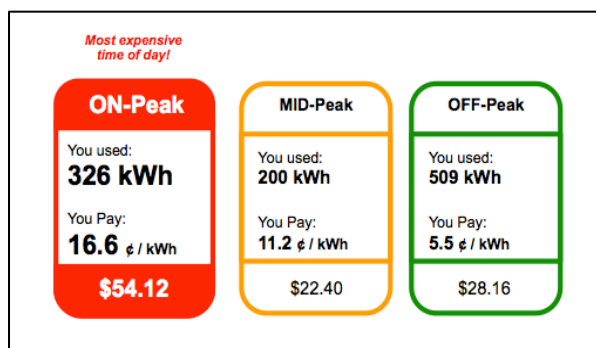 Most expensive
time of day!
ON-Peak
You used:
326 kWh
You Pay:
16.6 ¢ / kWh
$54.12
MID-Peak
You used:
200 kWh
You Pay:
11.2 ¢ / kWh
$22.40
OFF-Peak
You used:
509 kWh
You Pay:
5.5 ¢ / kWh
$28.16